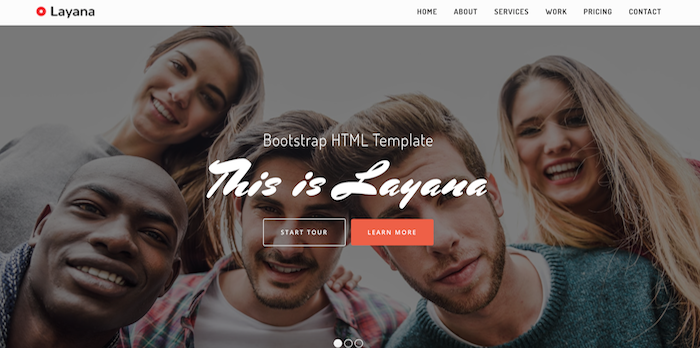 Layana
HOME ABOUT SERVICES WORK PRICING CONTACT
Bootstrap HTML Template
This is Layana
START TOUR LEARN MORE